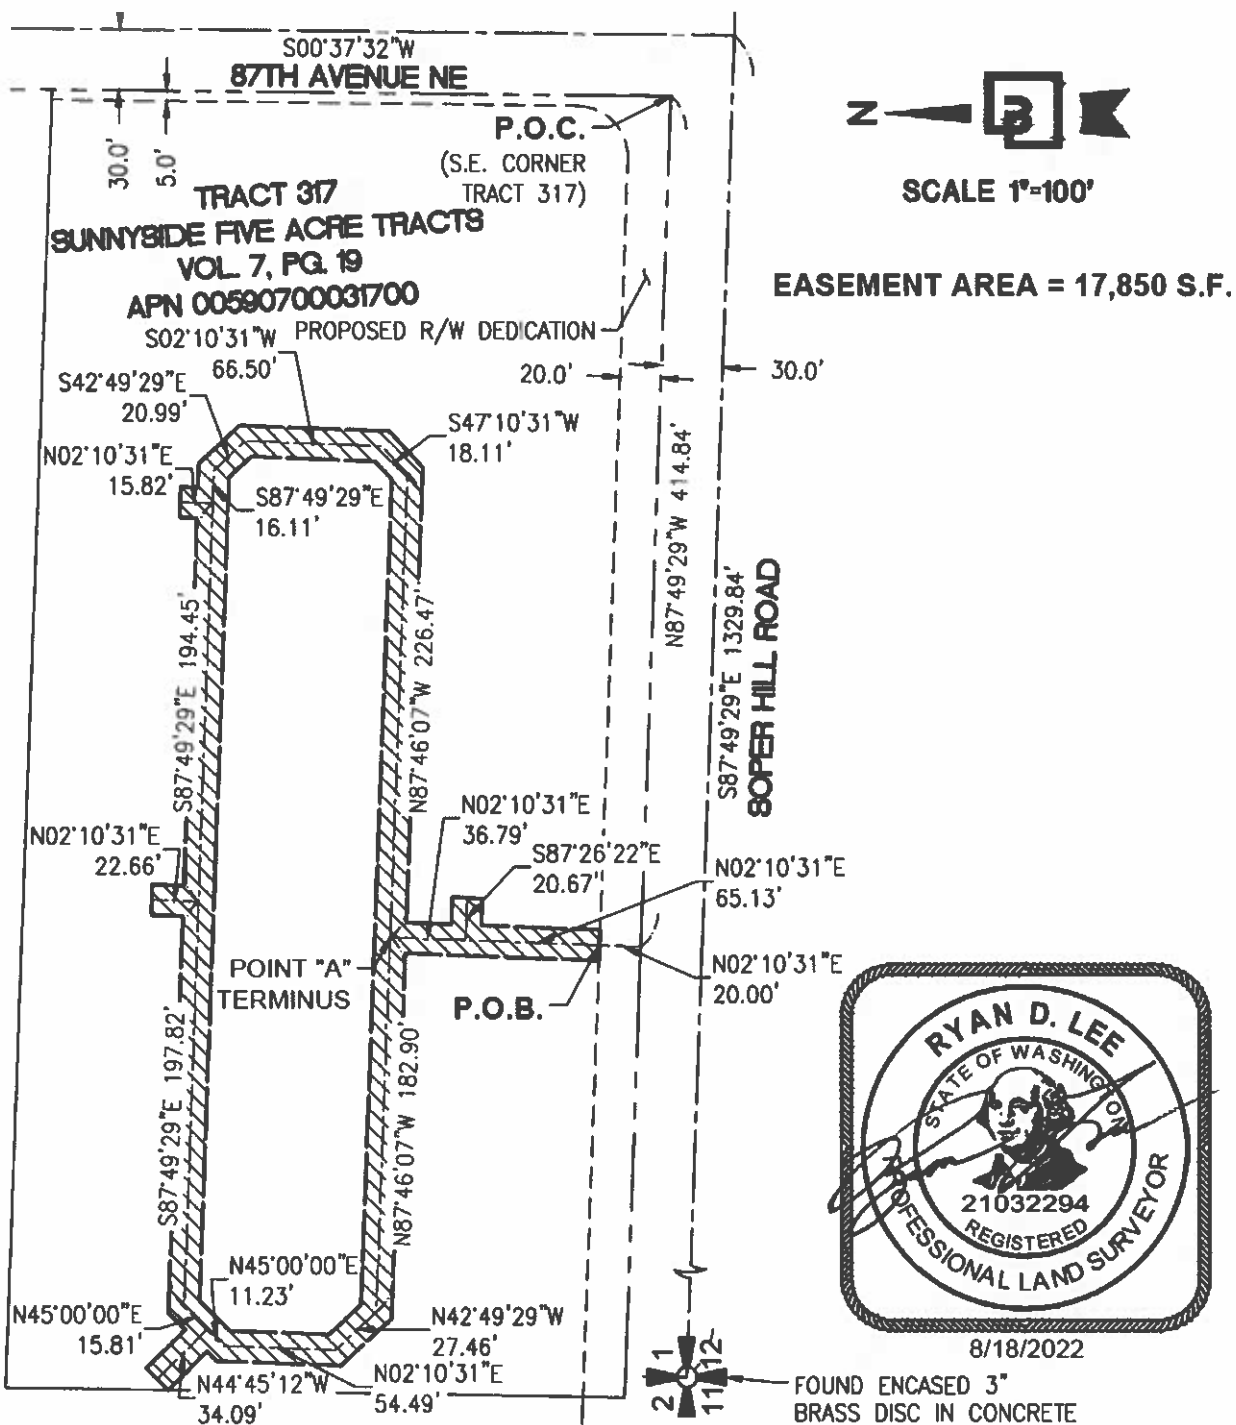 S00°37'32"W
87TH AVENUE NE
30.0'
5.0'
P.O.C.
(S.E. CORNER
TRACT 317)
N
SCALE 1"=100'
TRACT 317
SUNNYSIDE FIVE ACRE TRACTS
VOL. 7, PG. 19
APN 00590700031700
EASEMENT AREA = 17,850 S.F.
PROPOSED R/W DEDICATION
S02°10'31"W
66.50'
20.0'
30.0'
S42°49'29"E
20.99'
S47°10'31"W
18.11'
N02°10'31"E
15.82'
S87°49'29"E
16.11'
N87°49'29"W 414.84'
S87°49'29"E 1329.84'
SOPER HILL ROAD
S87°49'29"E 194.45'
N87°46'07"W 226.47'
N02°10'31"E
36.79'
N02°10'31"E
22.66'
S87°26'22"E
20.67'
N02°10'31"E
65.13'
POINT "A"
TERMINUS
P.O.B.
N02°10'31"E
20.00'
S87°49'29"E 197.82'
N87°46'07"W 182.90'
RYAN D. LEE
STATE OF WASHINGTON
21032294
REGISTERED
PROFESSIONAL LAND SURVEYOR
8/18/2022
N45°00'00"E
11.23'
N45°00'00"E
15.81'
N42°49'29"W
27.46'
N02°10'31"E
54.49'
N44°45'12"W
34.09'
1
12
2
11
FOUND ENCASED 3"
BRASS DISC IN CONCRETE